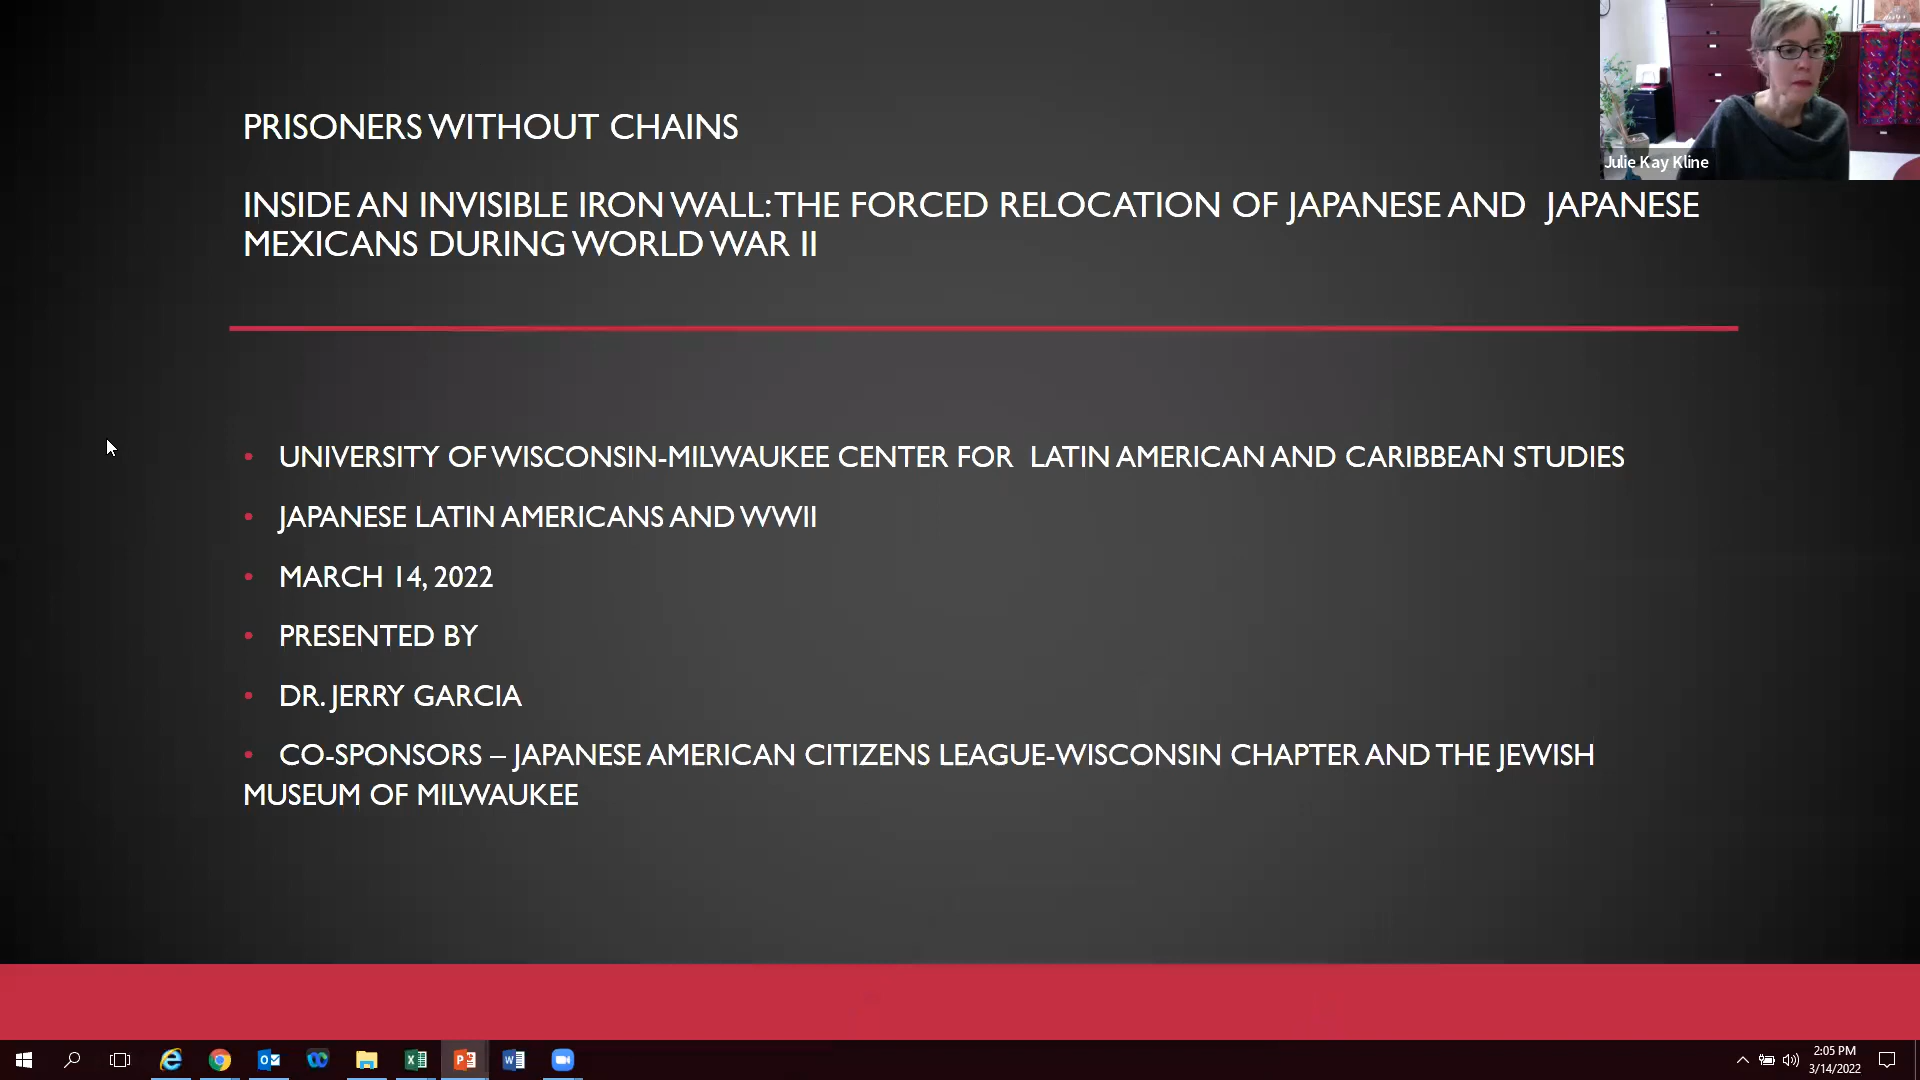 PRISONERS WITHOUT CHAINS
INSIDE AN INVISIBLE IRON WALL: THE FORCED RELOCATION OF JAPANESE AND JAPANESE
MEXICANS DURING WORLD WAR II
Julie Kay Kline
• UNIVERSITY OF WISCONSIN-MILWAUKEE CENTER FOR LATIN AMERICAN AND CARIBBEAN STUDIES
• JAPANESE LATIN AMERICANS AND WWII
• MARCH 14, 2022
• PRESENTED BY
• DR. JERRY GARCIA
• CO-SPONSORS – JAPANESE AMERICAN CITIZENS LEAGUE-WISCONSIN CHAPTER AND THE JEWISH
MUSEUM OF MILWAUKEE
2:05 PM
3/14/2022